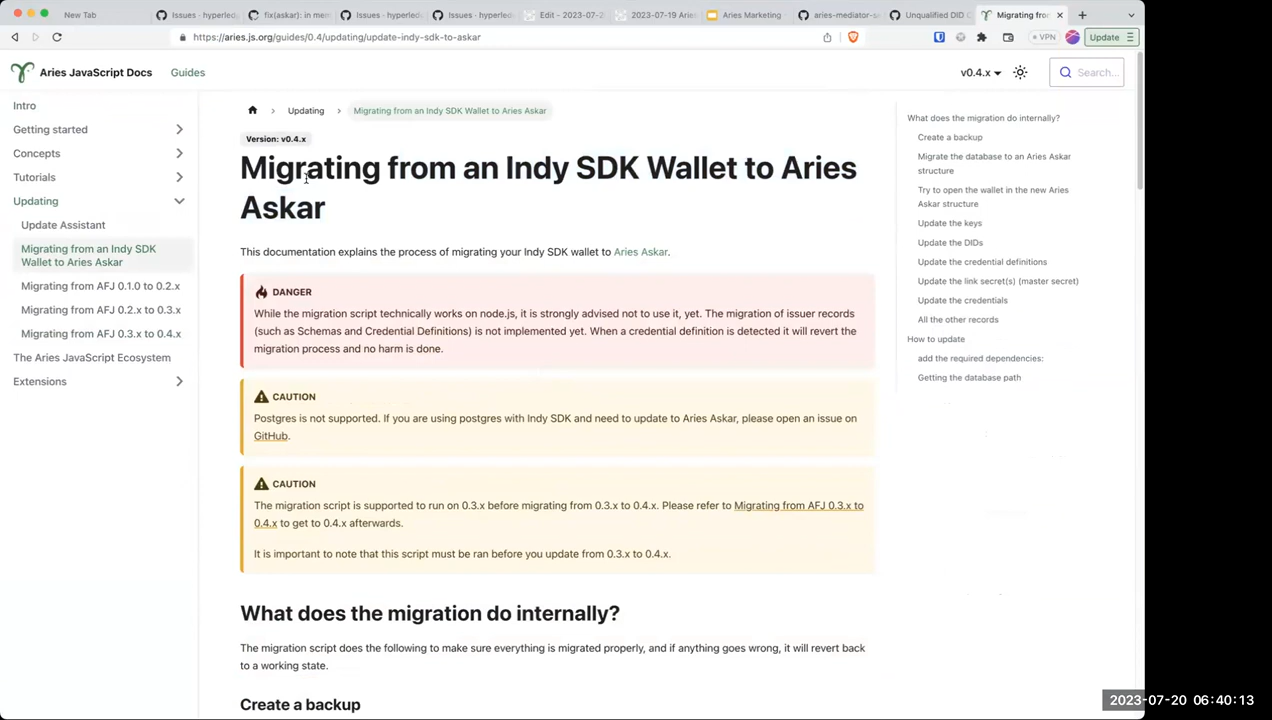 New Tab
Issues · hyperledg
fix(askar): in mem
Issues · hyperled
Issues · hyperled
Edit - 2023-07-2
2023-07-19 Aries
Aries Marketing
aries-mediator-se
Unqualified DID C
Migrating from
https://aries.js.org/guides/0.4/updating/update-indy-sdk-to-askar
VPN
Update
Aries JavaScript Docs
Guides
v0.4.x
Search...
Intro
Getting started
Concepts
Tutorials
Updating
Update Assistant
Migrating from an Indy SDK
Wallet to Aries Askar
Migrating from AFJ 0.1.0 to 0.2.x
Migrating from AFJ 0.2.x to 0.3.x
Migrating from AFJ 0.3.x to 0.4.x
The Aries JavaScript Ecosystem
Extensions
Updating
Migrating from an Indy SDK Wallet to Aries Askar
Version: v0.4.x
Migrating from an Indy SDK Wallet to Aries
Askar
This documentation explains the process of migrating your Indy SDK wallet to Aries Askar.
DANGER
While the migration script technically works on node.js, it is strongly advised not to use it, yet. The migration of issuer records
(such as Schemas and Credential Definitions) is not implemented yet. When a credential definition is detected it will revert the
migration process and no harm is done.
CAUTION
Postgres is not supported. If you are using postgres with Indy SDK and need to update to Aries Askar, please open an issue on
GitHub.
CAUTION
The migration script is supported to run on 0.3.x before migrating from 0.3.x to 0.4.x. Please refer to Migrating from AFJ 0.3.x to
0.4.x to get to 0.4.x afterwards.
It is important to note that this script must be ran before you update from 0.3.x to 0.4.x.
What does the migration do internally?
The migration script does the following to make sure everything is migrated properly, and if anything goes wrong, it will revert back
to a working state.
Create a backup
What does the migration do internally?
Create a backup
Migrate the database to an Aries Askar
structure
Try to open the wallet in the new Aries
Askar structure
Update the keys
Update the DIDs
Update the credential definitions
Update the link secret(s) (master secret)
Update the credentials
All the other records
How to update
add the required dependencies:
Getting the database path
2023-07-20 06:40:13